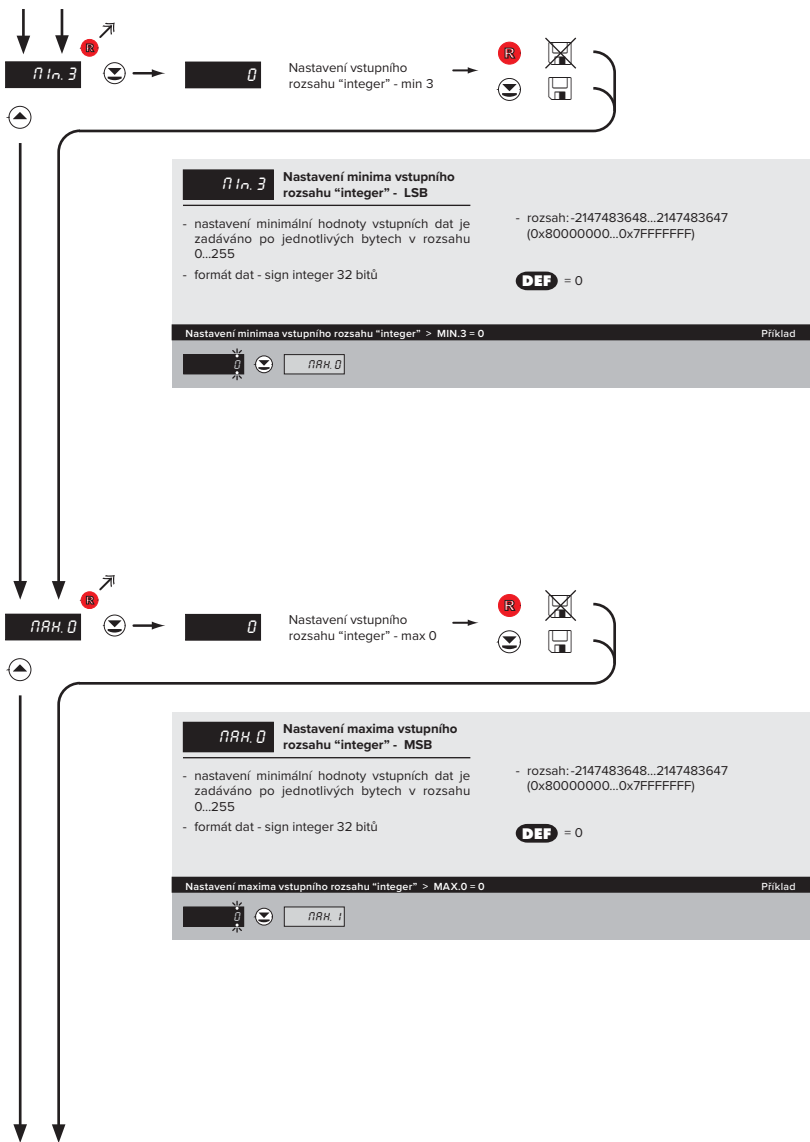 R
MIn. 3
0
Nastavení vstupního
rozsahu “integer” - min 3
R
MIn. 3
Nastavení minima vstupního
rozsahu “integer” - LSB
- nastavení minimální hodnoty vstupních dat je
zadáváno po jednotlivých bytech v rozsahu
0...255
- formát dat - sign integer 32 bitů
- rozsah: -2147483648...2147483647
(0x80000000...0x7FFFFFFF)
DEF = 0
Nastavení minimaa vstupního rozsahu “integer” > MIN.3 = 0
Příklad
0
MAX. 0
R
MAX. 0
0
Nastavení vstupního
rozsahu “integer” - max 0
R
MAX. 0
Nastavení maxima vstupního
rozsahu “integer” - MSB
- nastavení minimální hodnoty vstupních dat je
zadáváno po jednotlivých bytech v rozsahu
0...255
- formát dat - sign integer 32 bitů
- rozsah: -2147483648...2147483647
(0x80000000...0x7FFFFFFF)
DEF = 0
Nastavení maxima vstupního rozsahu “integer” > MAX.0 = 0
Příklad
0
MAX. 1